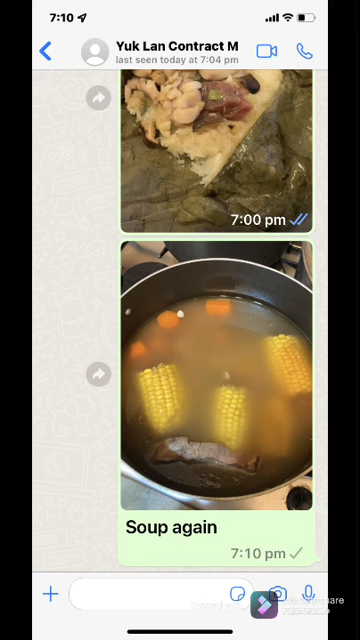 7:10
Yuk Lan Contract M
last seen today at 7:04 pm
7:00 pm
Soup again
7:10 pm